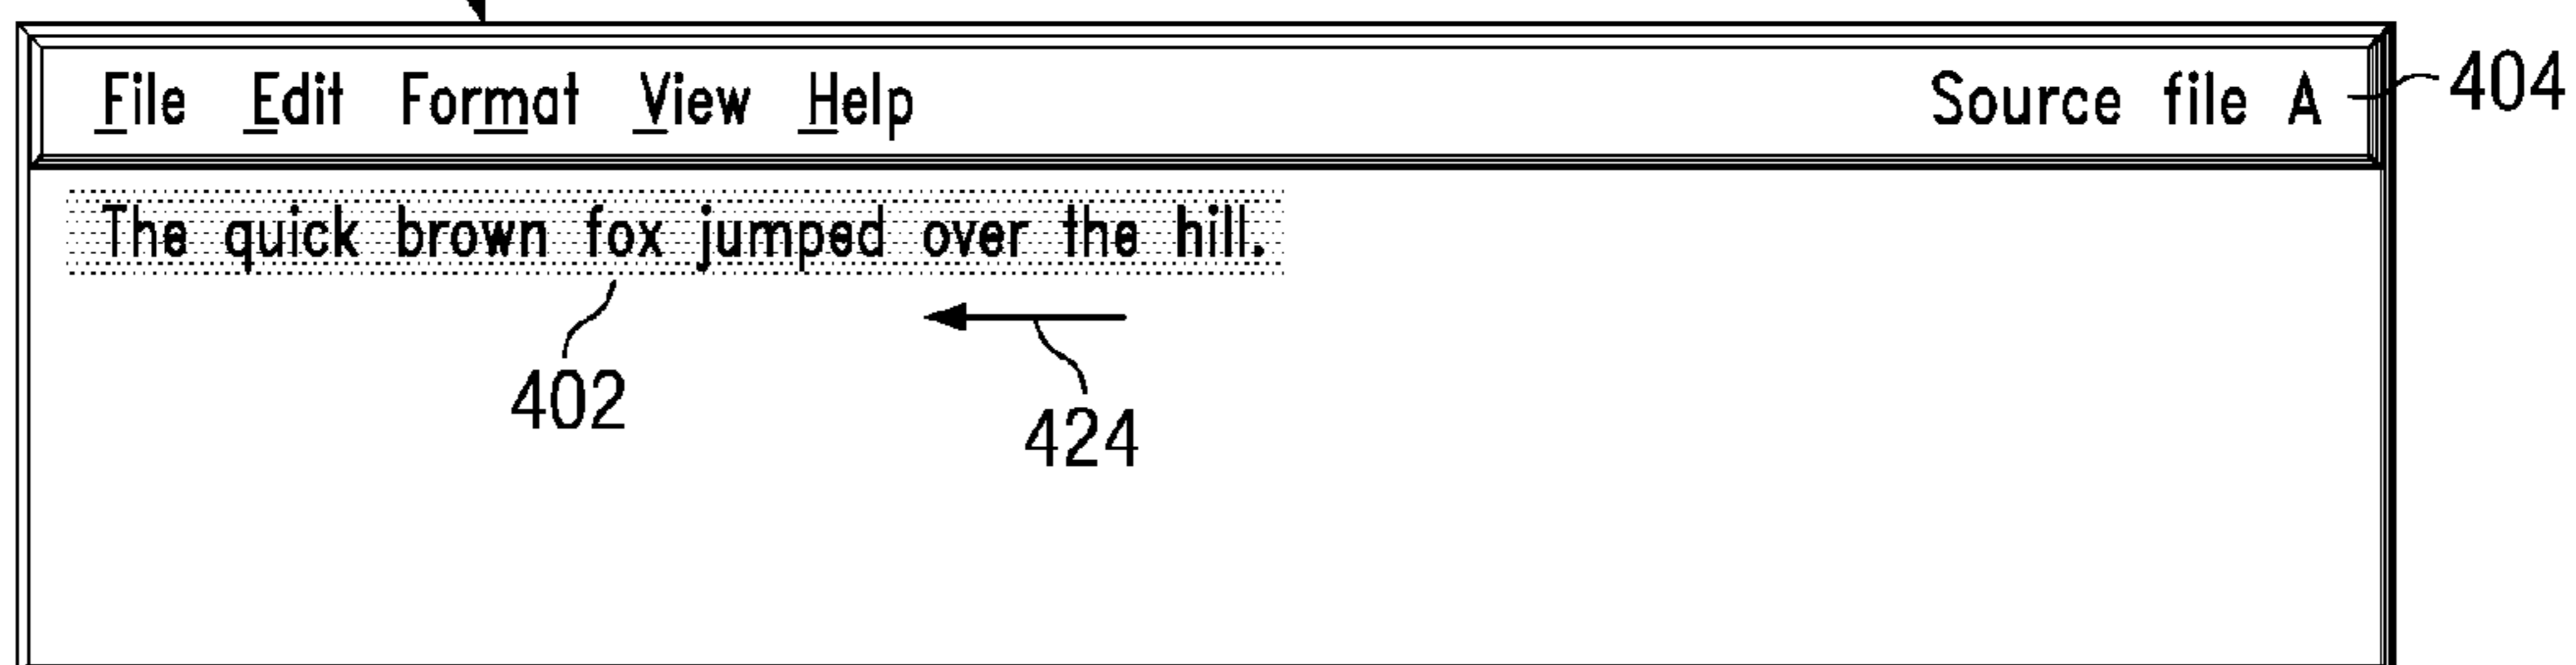 File Edit Format View Help Source file A 404
The quick brown fox jumped over the hill.
402
424